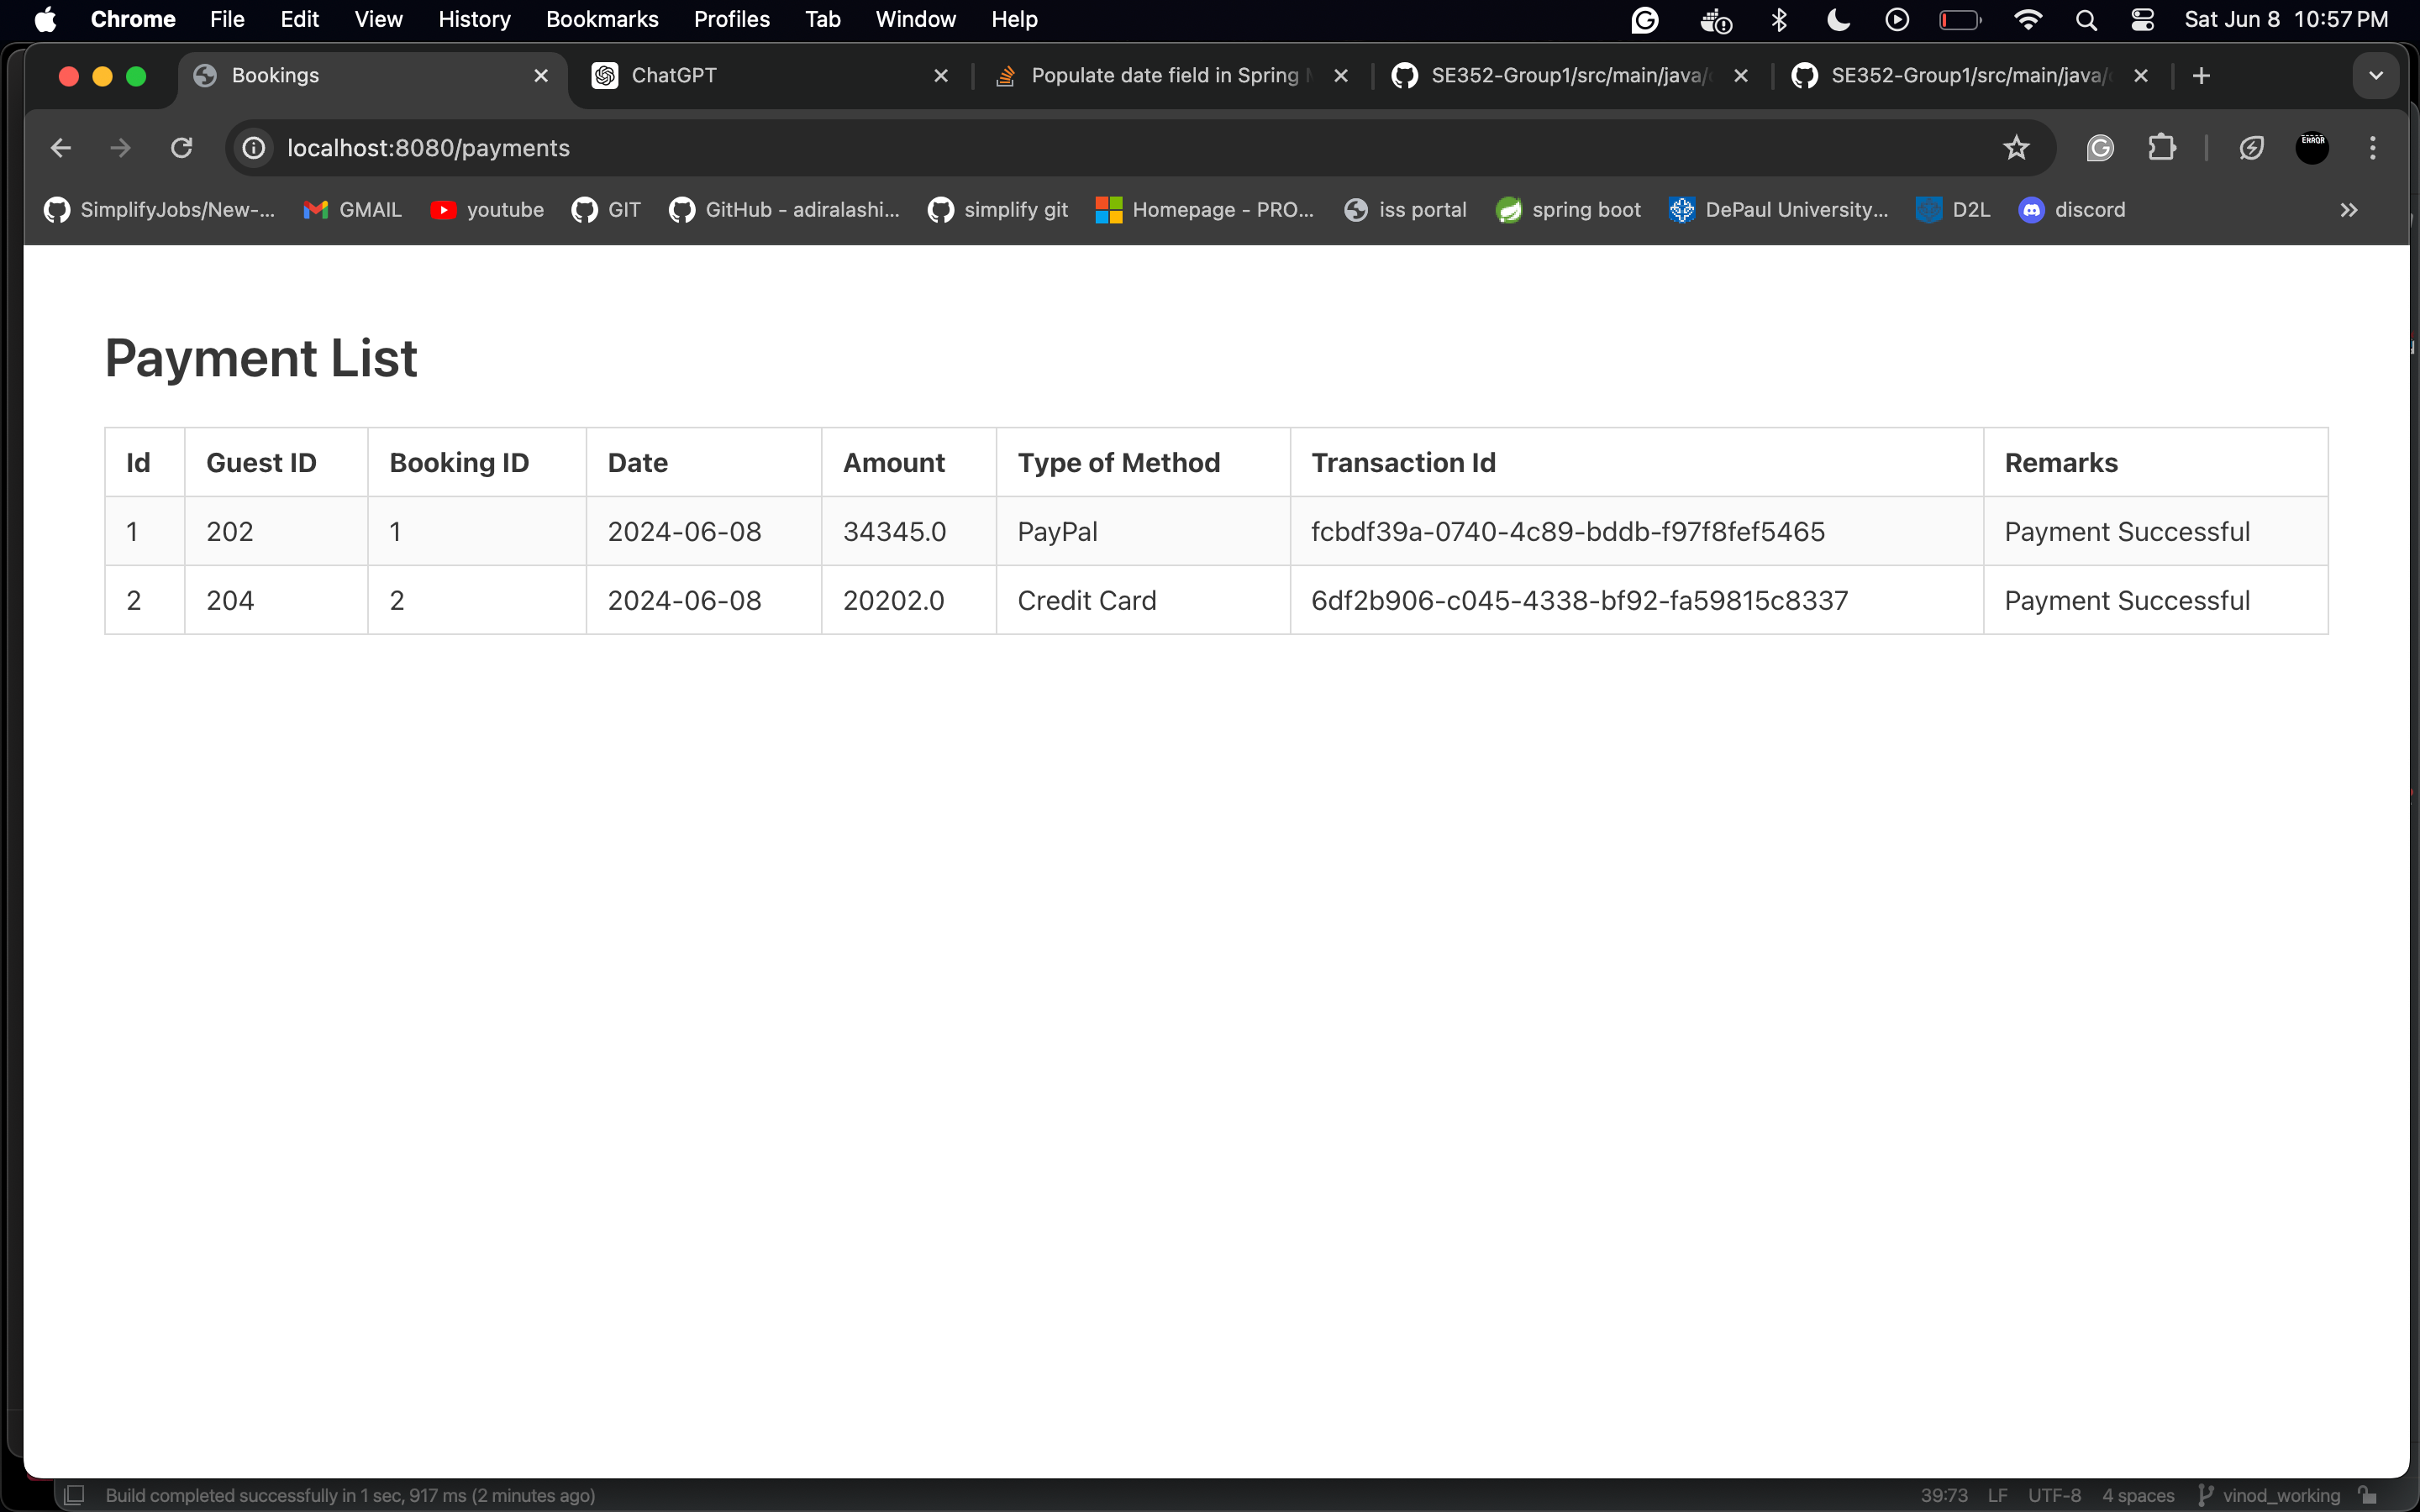 Chrome File Edit View History Bookmarks Profiles Tab Window Help Sat Jun 8 10:57 PM
Bookings ChatGPT Populate date field in Spring SE352-Group1/src/main/java/ SE352-Group1/src/main/java/
localhost:8080/payments ERROR
SimplifyJobs/New-... GMAIL youtube GIT GitHub - adiralashi... simplify git Homepage - PRO... iss portal spring boot DePaul University... D2L discord
Payment List
Id Guest ID Booking ID Date Amount Type of Method Transaction Id Remarks
1 202 1 2024-06-08 34345.0 PayPal fcbdf39a-0740-4c89-bddb-f97f8fef5465 Payment Successful
2 204 2 2024-06-08 20202.0 Credit Card 6df2b906-c045-4338-bf92-fa59815c8337 Payment Successful
Build completed successfully in 1 sec, 917 ms (2 minutes ago) 39:73 LF UTF-8 4 spaces vinod_working